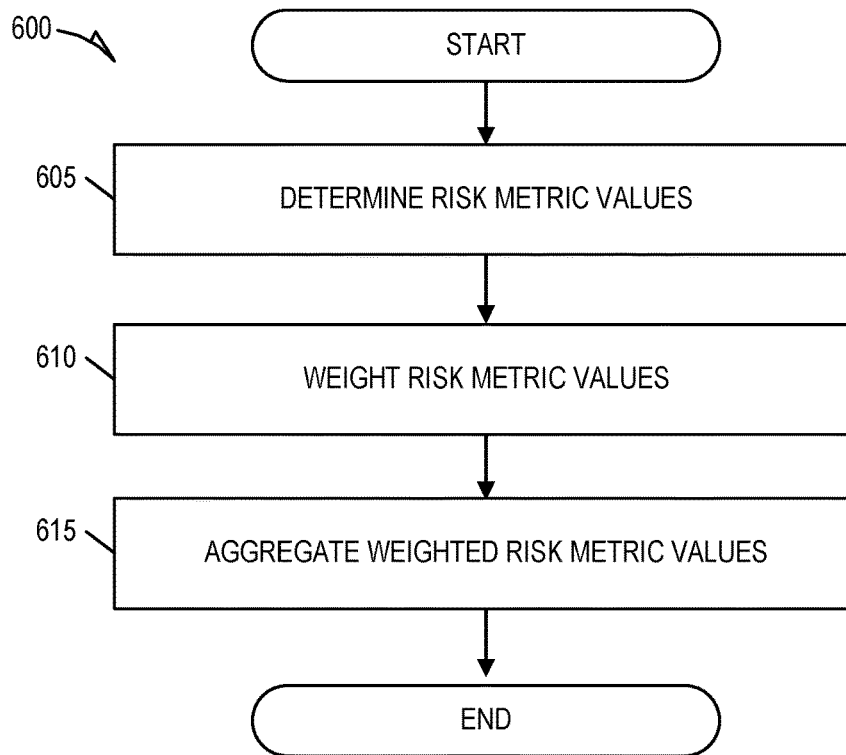 600
START
605
DETERMINE RISK METRIC VALUES
610
WEIGHT RISK METRIC VALUES
615
AGGREGATE WEIGHTED RISK METRIC VALUES
END